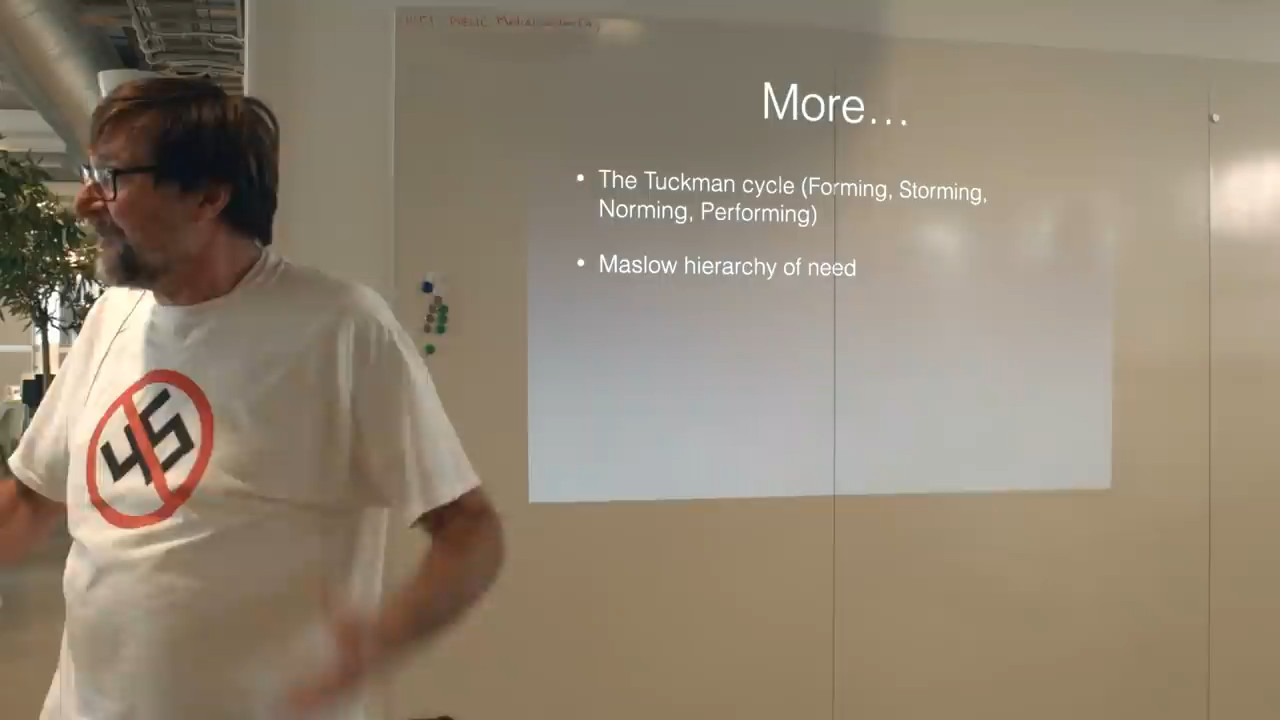 More...
• The Tuckman cycle (Forming, Storming,
Norming, Performing)
• Maslow hierarchy of need
45